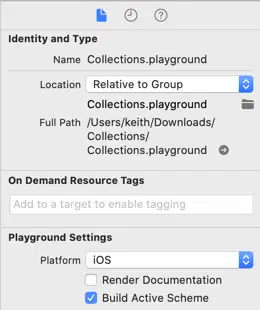 Identity and Type
Name Collections.playground
Location Relative to Group
Collections.playground
Full Path /Users/keith/Downloads/
Collections/
Collections.playground
On Demand Resource Tags
Add to a target to enable tagging
Playground Settings
Platform iOS
Render Documentation
Build Active Scheme